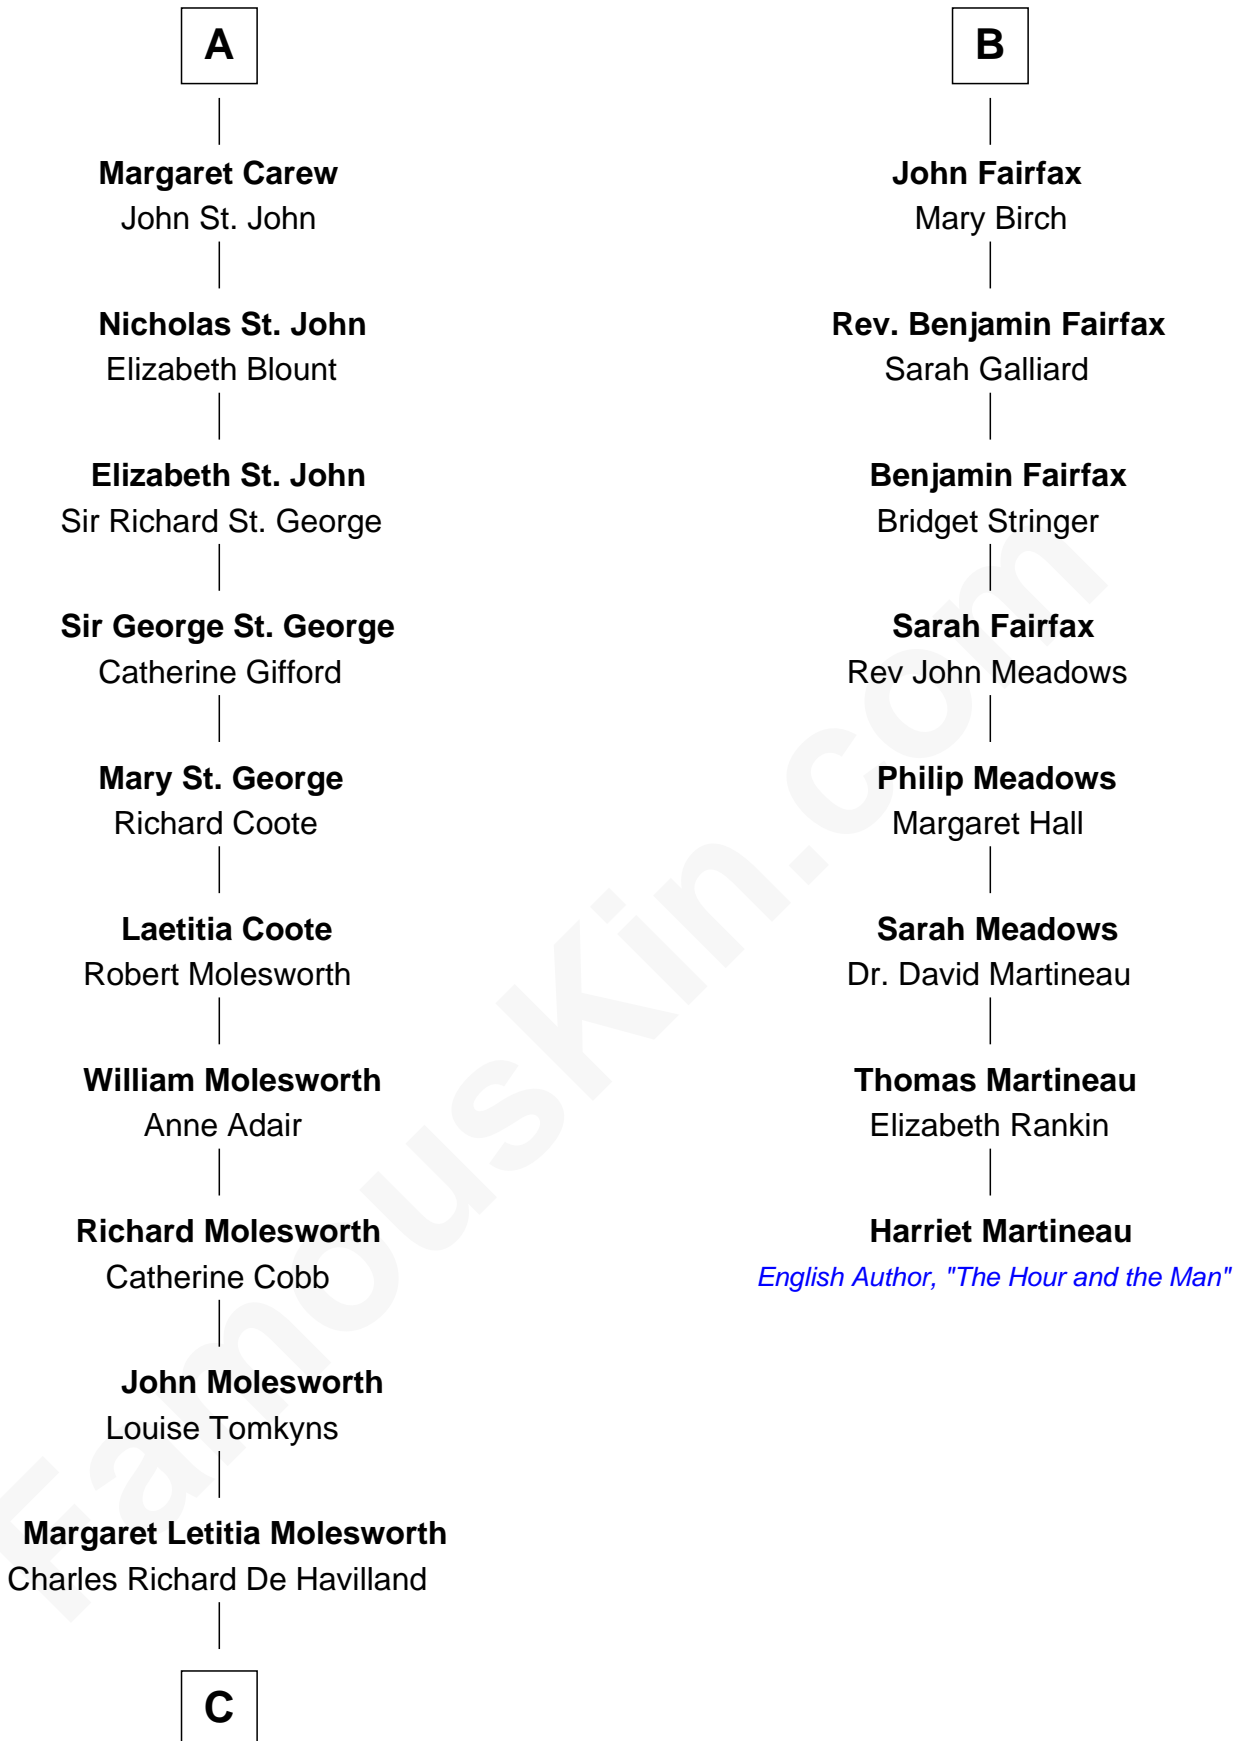 A
Margaret Carew
John St. John
Nicholas St. John
Elizabeth Blount
Elizabeth St. John
Sir Richard St. George
Sir George St. George
Catherine Gifford
Mary St. George
Richard Coote
Laetitia Coote
Robert Molesworth
William Molesworth
Anne Adair
Richard Molesworth
Catherine Cobb
John Molesworth
Louise Tomkyns
Margaret Letitia Molesworth
Charles Richard De Havilland
C
B
John Fairfax
Mary Birch
Rev. Benjamin Fairfax
Sarah Galliard
Benjamin Fairfax
Bridget Stringer
Sarah Fairfax
Rev John Meadows
Philip Meadows
Margaret Hall
Sarah Meadows
Dr. David Martineau
Thomas Martineau
Elizabeth Rankin
Harriet Martineau
English Author, "The Hour and the Man"
FamousKin.com